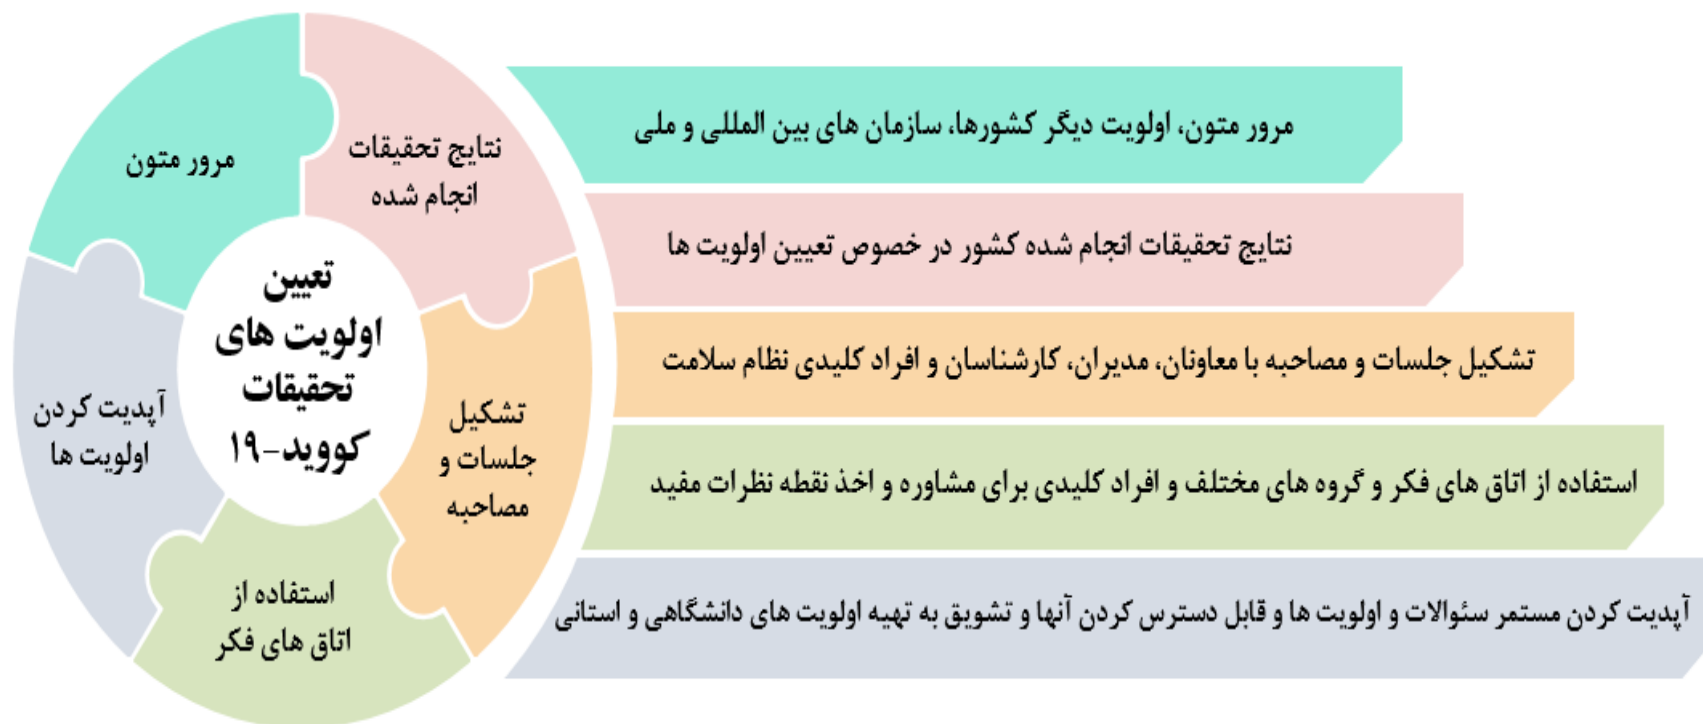 تعیین
اولویت های
تحقیقات
کووید-۱۹
مرور متون
نتایج تحقیقات
انجام شده
تشکیل
جلسات و
مصاحبه
استفاده از
اتاق های فکر
آپدیت کردن
اولویت ها
مرور متون، اولویت دیگر کشورها، سازمان های بین المللی و ملی
نتایج تحقیقات انجام شده کشور در خصوص تعیین اولویت ها
تشکیل جلسات و مصاحبه با معاونان، مدیران، کارشناسان و افراد کلیدی نظام سلامت
استفاده از اتاق های فکر و گروه های مختلف و افراد کلیدی برای مشاوره و اخذ نقطه نظرات مفید
آپدیت کردن مستمر سئوالات و اولویت ها و قابل دسترس کردن آنها و تشویق به تهیه اولویت های دانشگاهی و استانی